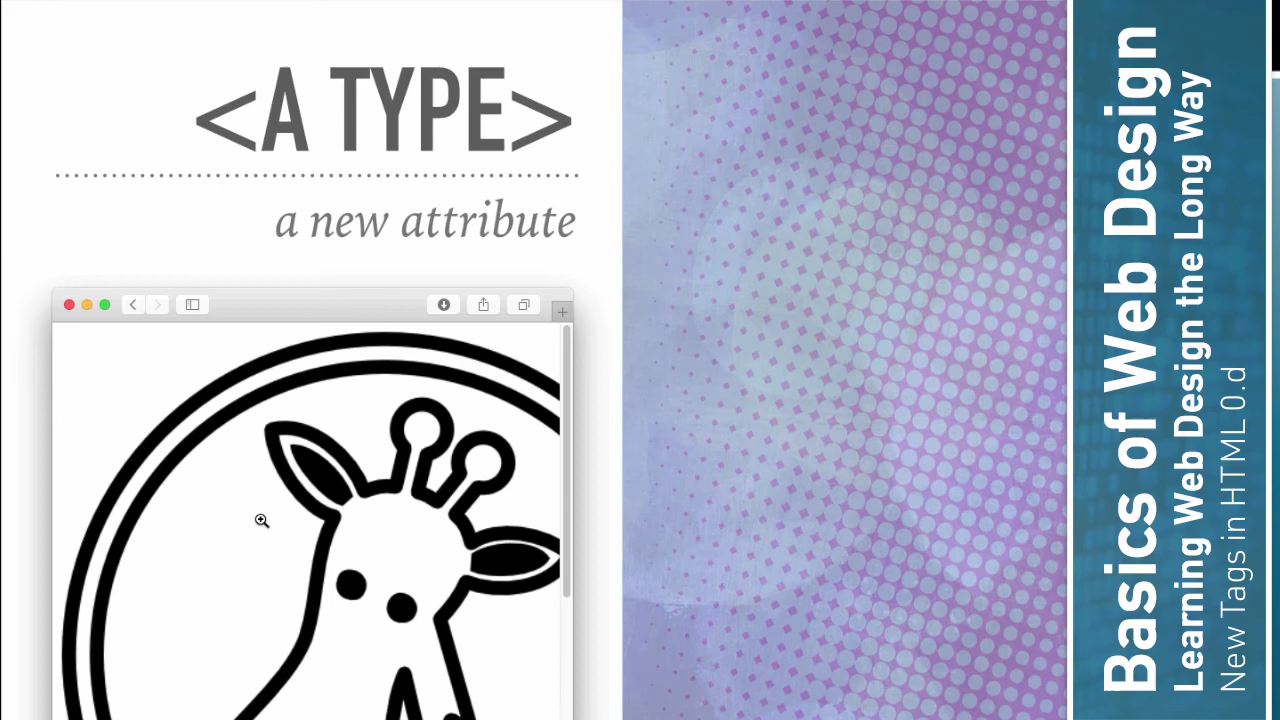 <A TYPE>
a new attribute
Basics of Web Design
Learning Web Design the Long Way
New Tags in HTML 0.d